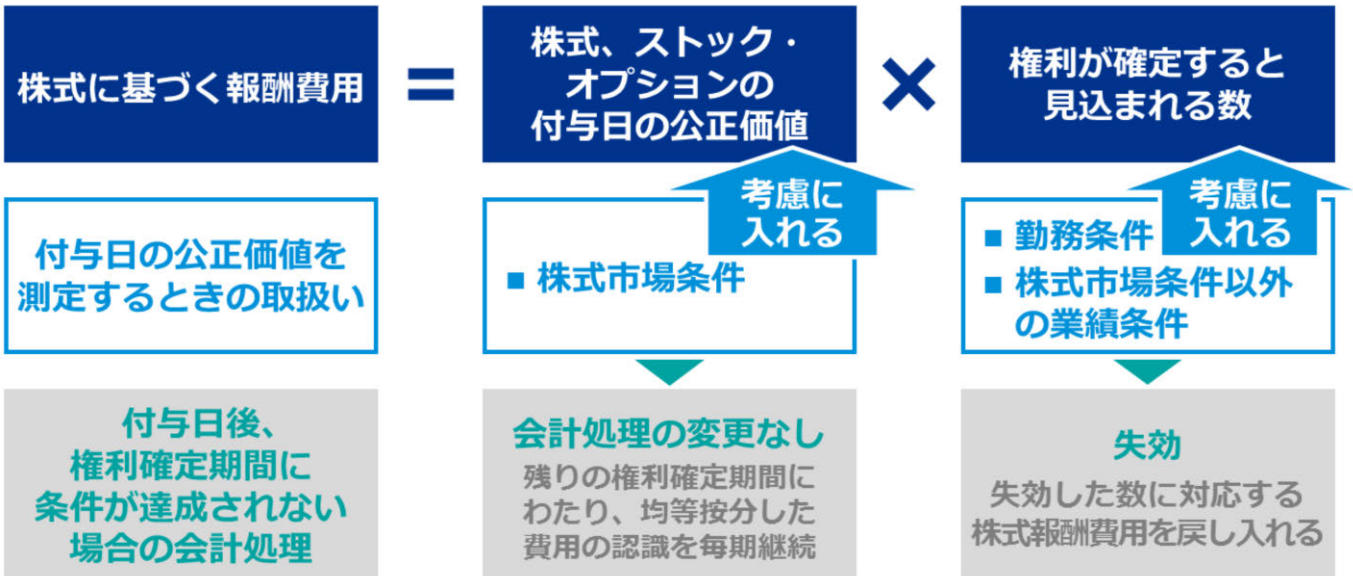 株式に基づく報酬費用
=
株式、ストック・
オプションの
付与日の公正価値
×
権利が確定すると
見込まれる数
付与日の公正価値を
測定するときの取扱い
考慮に
入れる
■ 株式市場条件
考慮に
入れる
■ 勤務条件
■ 株式市場条件以外
の業績条件
付与日後、
権利確定期間に
条件が達成されない
場合の会計処理
会計処理の変更なし
残りの権利確定期間に
わたり、均等按分した
費用の認識を毎期継続
失効
失効した数に対応する
株式報酬費用を戻し入れる